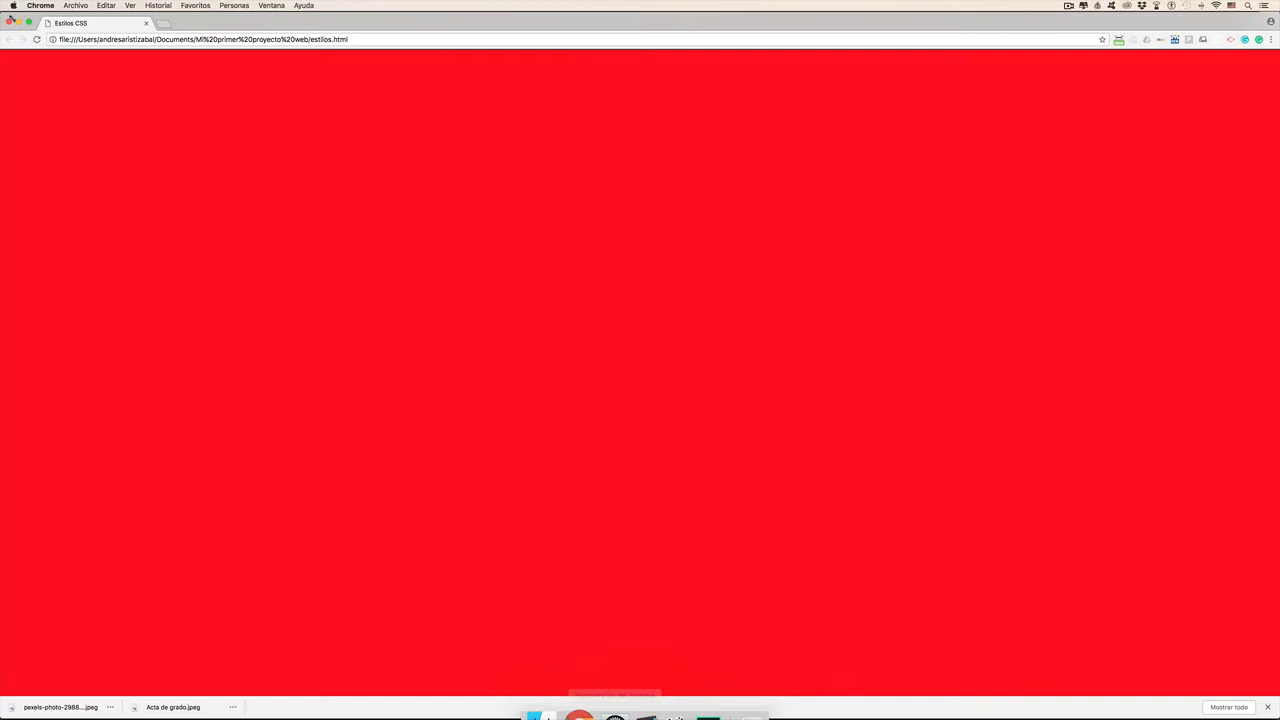 Chrome Archivo Editar Ver Historial Favoritos Personas Ventana Ayuda
Estilos CSS
file:///Users/andresaristizabal/Documents/Mi%20primer%20proyecto%20web/estilos.html
pexels-photo-2988....jpeg
Acta de grado.jpeg
Mostrar todo